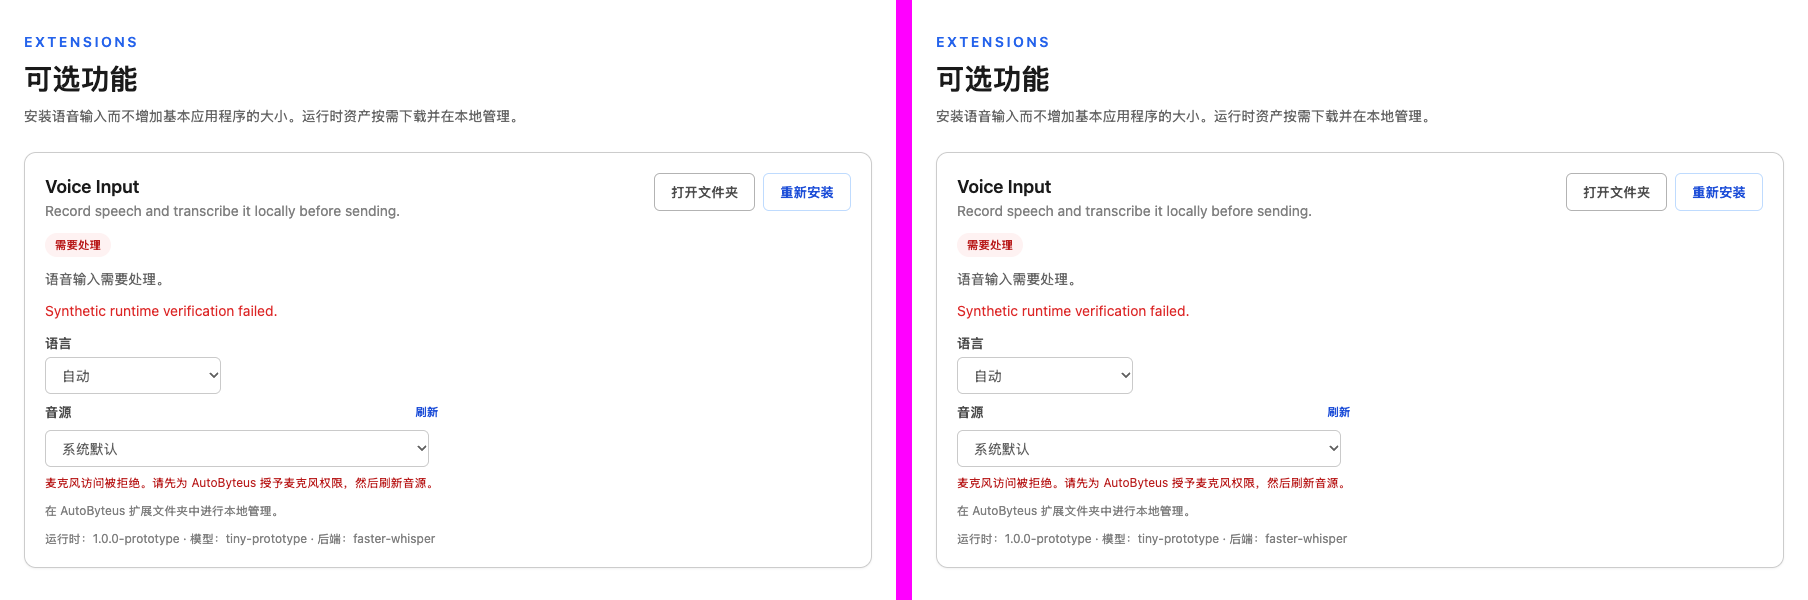 EXTENSIONS
可选功能
安装语音输入而不增加基本应用程序的大小。运行时资产按需下载并在本地管理。
Voice Input
打开文件夹 重新安装
Record speech and transcribe it locally before sending.
需要处理
语音输入需要处理。
Synthetic runtime verification failed.
语言
自动
音源 刷新
系统默认
麦克风访问被拒绝。请先为 AutoByteus 授予麦克风权限，然后刷新音源。
在 AutoByteus 扩展文件夹中进行本地管理。
运行时：1.0.0-prototype · 模型：tiny-prototype · 后端：faster-whisper
EXTENSIONS
可选功能
安装语音输入而不增加基本应用程序的大小。运行时资产按需下载并在本地管理。
Voice Input
打开文件夹 重新安装
Record speech and transcribe it locally before sending.
需要处理
语音输入需要处理。
Synthetic runtime verification failed.
语言
自动
音源 刷新
系统默认
麦克风访问被拒绝。请先为 AutoByteus 授予麦克风权限，然后刷新音源。
在 AutoByteus 扩展文件夹中进行本地管理。
运行时：1.0.0-prototype · 模型：tiny-prototype · 后端：faster-whisper